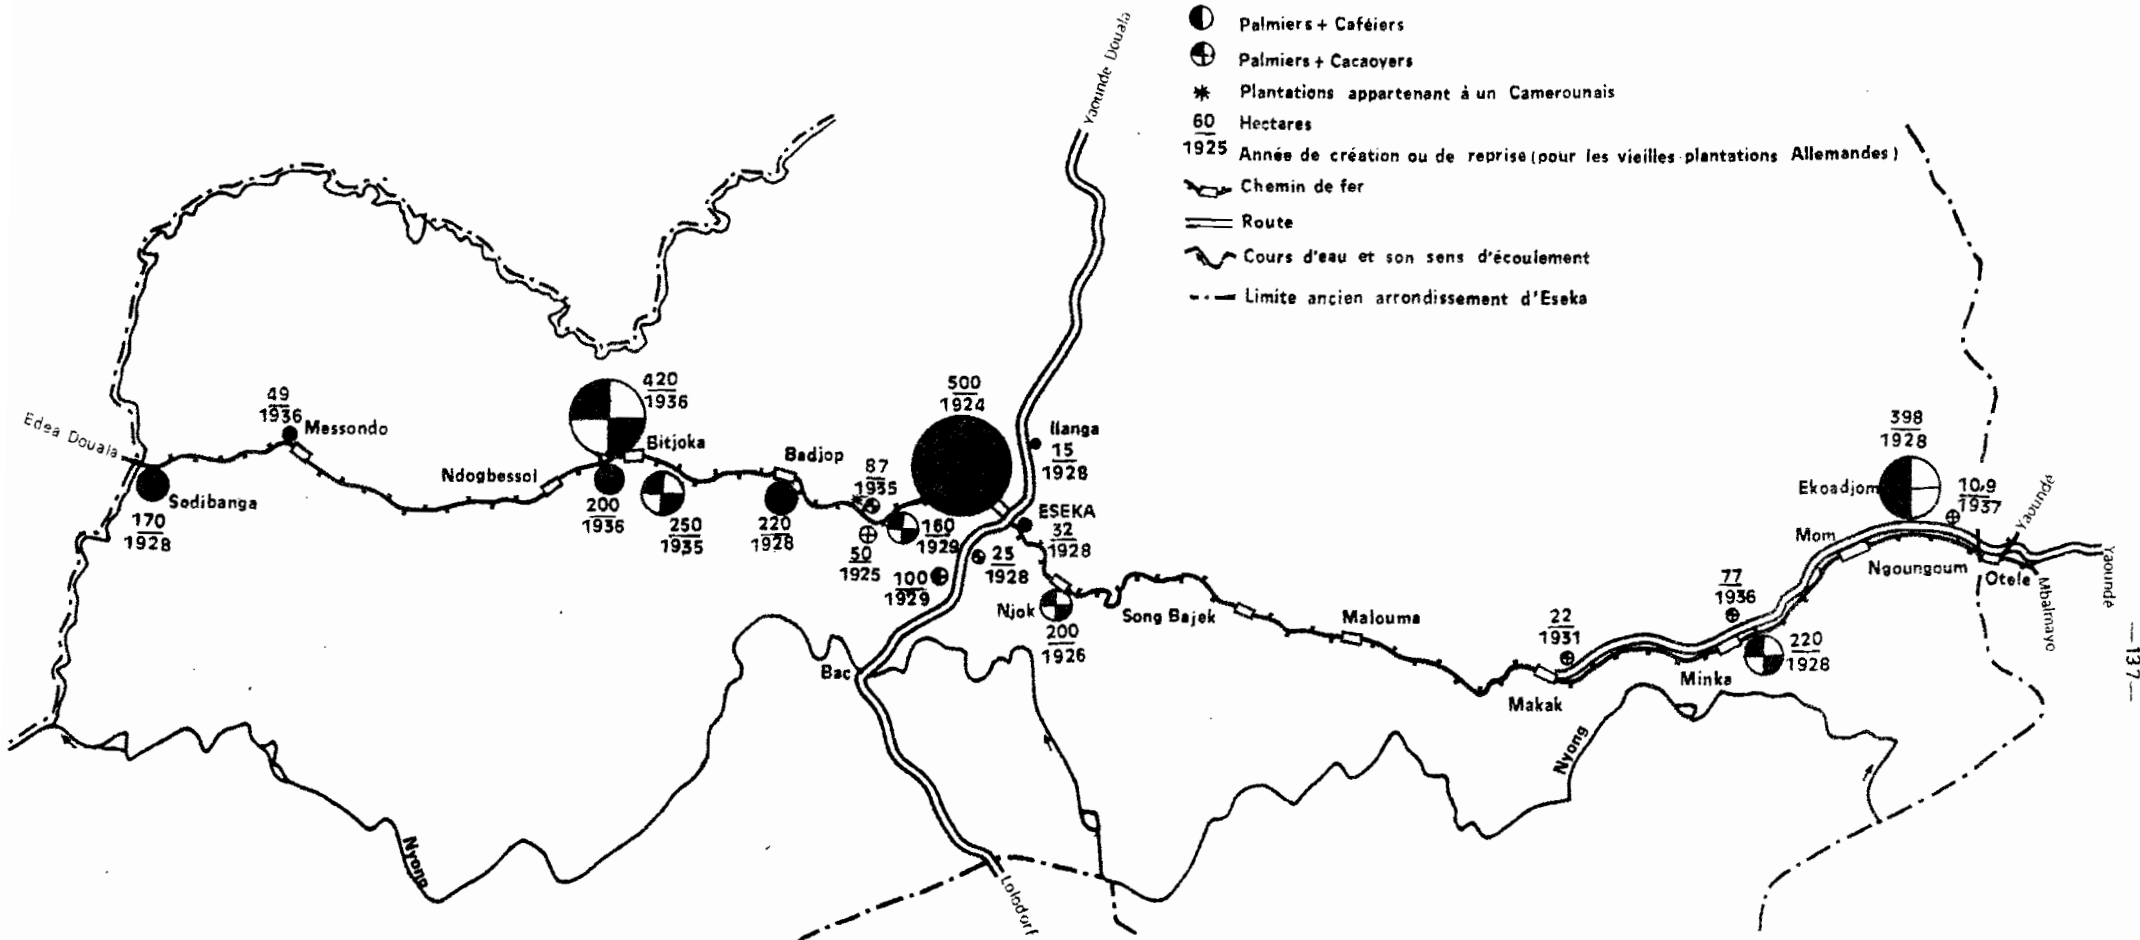 Palmiers + Caféiers
Palmiers + Cacaoyers
Plantations appartenant à un Camerounais
60
1925
Hectares
Année de création ou de reprise (pour les vieilles plantations Allemandes)
Chemin de fer
Route
Cours d'eau et son sens d'écoulement
Limite ancien arrondissement d'Eseka
Yaounde Douala
Edea Douala
49
1936
Messondo
Sodibanga
170
1928
Ndogbessol
420
1936
Bitjoka
200
1936
250
1935
Badjop
220
1928
87
1935
50
1925
160
1929
100
1929
500
1924
Ilanga
15
1928
ESEKA
32
1928
25
1928
Njok
200
1926
Song Bajek
Malouma
22
1931
Makak
77
1936
Minka
220
1928
Mom
Ekoadjom
398
1928
10,9
1937
Ngoungoum
Otele
Yaoundé
Yaoundé
Mbalmayo
Bac
Nyong
Nyong
Lolodorf
—137—